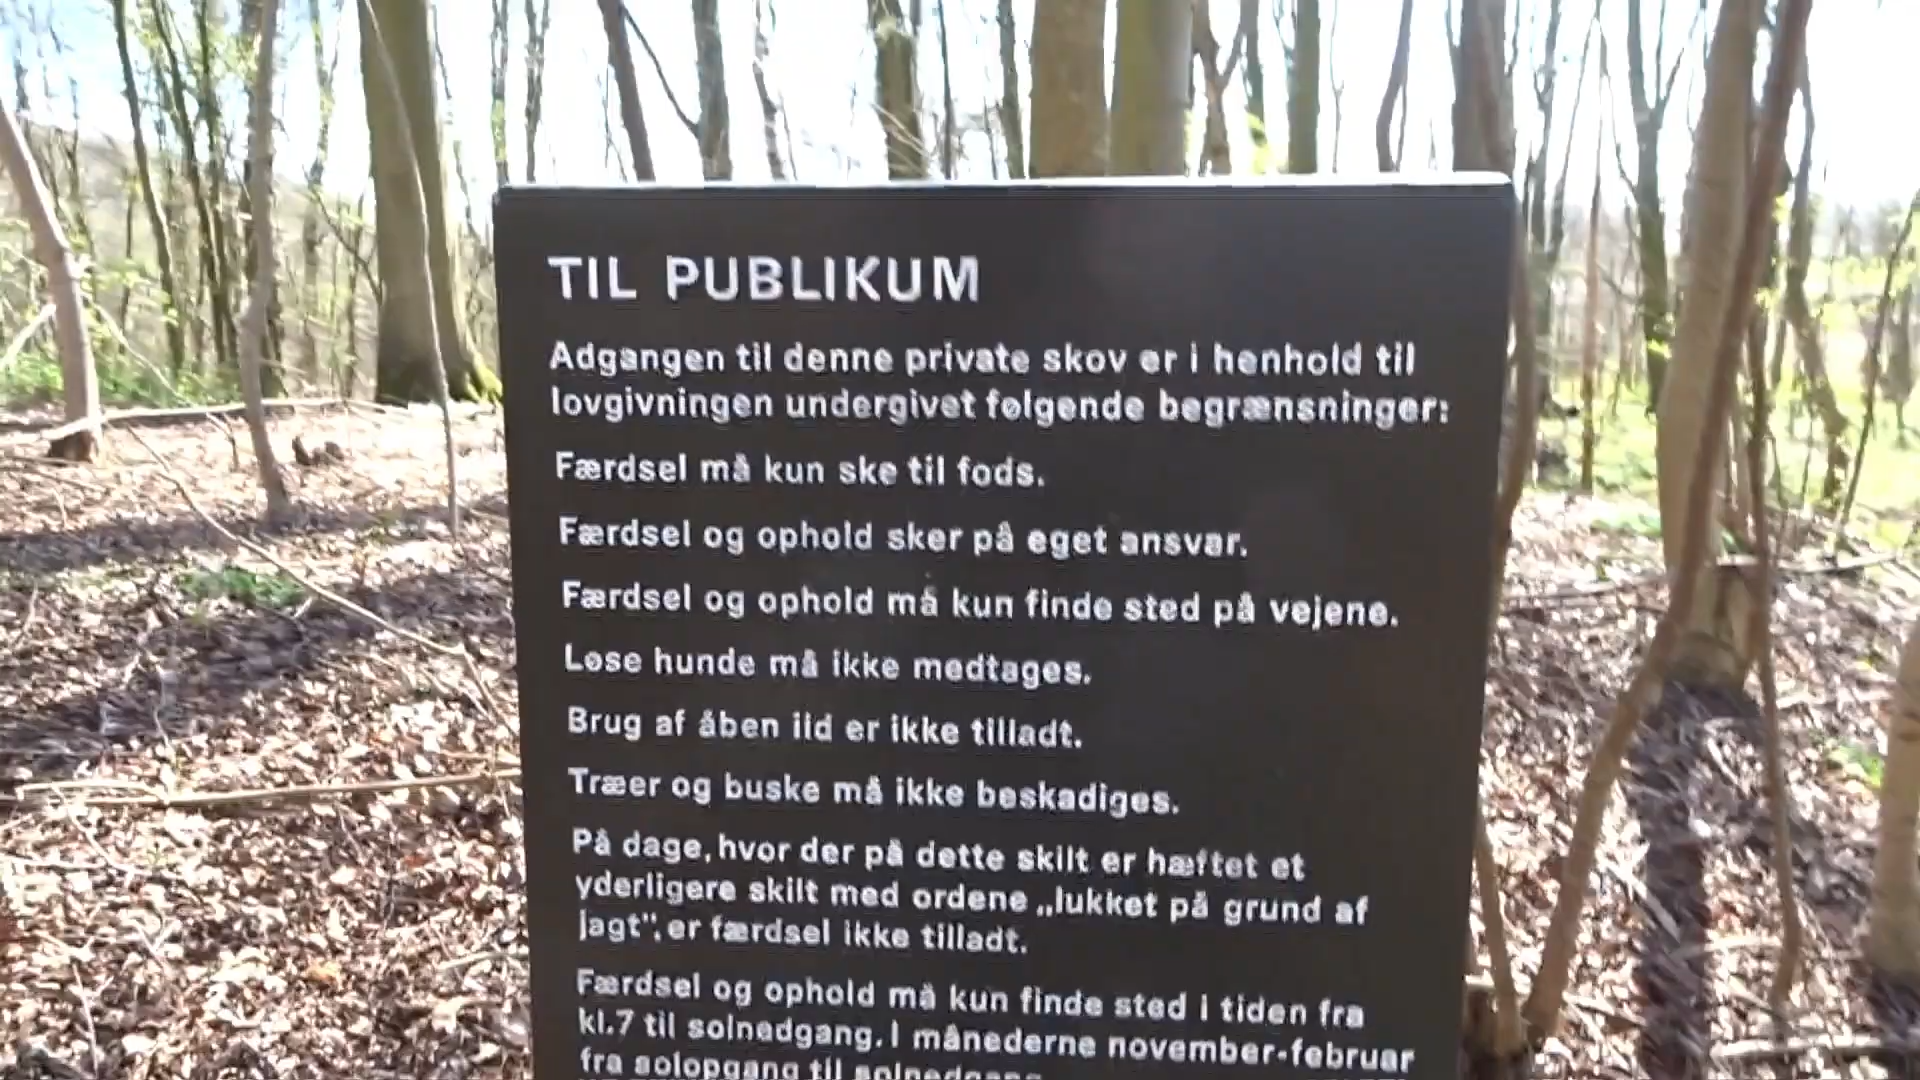 TIL PUBLIKUM
Adgangen til denne private skov er i henhold til
lovgivningen undergivet følgende begrænsninger:
Færdsel må kun ske til fods.
Færdsel og ophold sker på eget ansvar.
Færdsel og ophold må kun finde sted på vejene.
Løse hunde må ikke medtages.
Brug af åben ild er ikke tilladt.
Træer og buske må ikke beskadiges.
På dage, hvor der på dette skilt er hæftet et
yderligere skilt med ordene „lukket på grund af
jagt", er færdsel ikke tilladt.
Færdsel og ophold må kun finde sted i tiden fra
kl.7 til solnedgang. I månederne november-februar
fra solopgang til solnedgang.